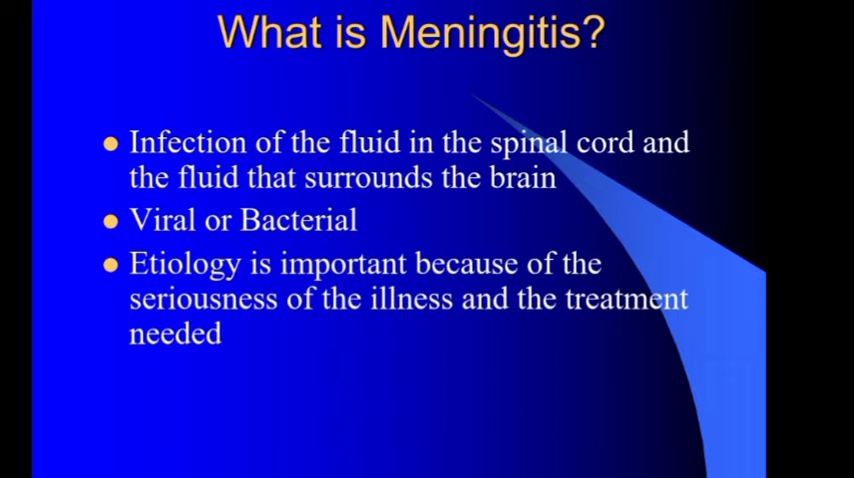 What is Meningitis?
Infection of the fluid in the spinal cord and
the fluid that surrounds the brain
Viral or Bacterial
Etiology is important because of the
seriousness of the illness and the treatment
needed